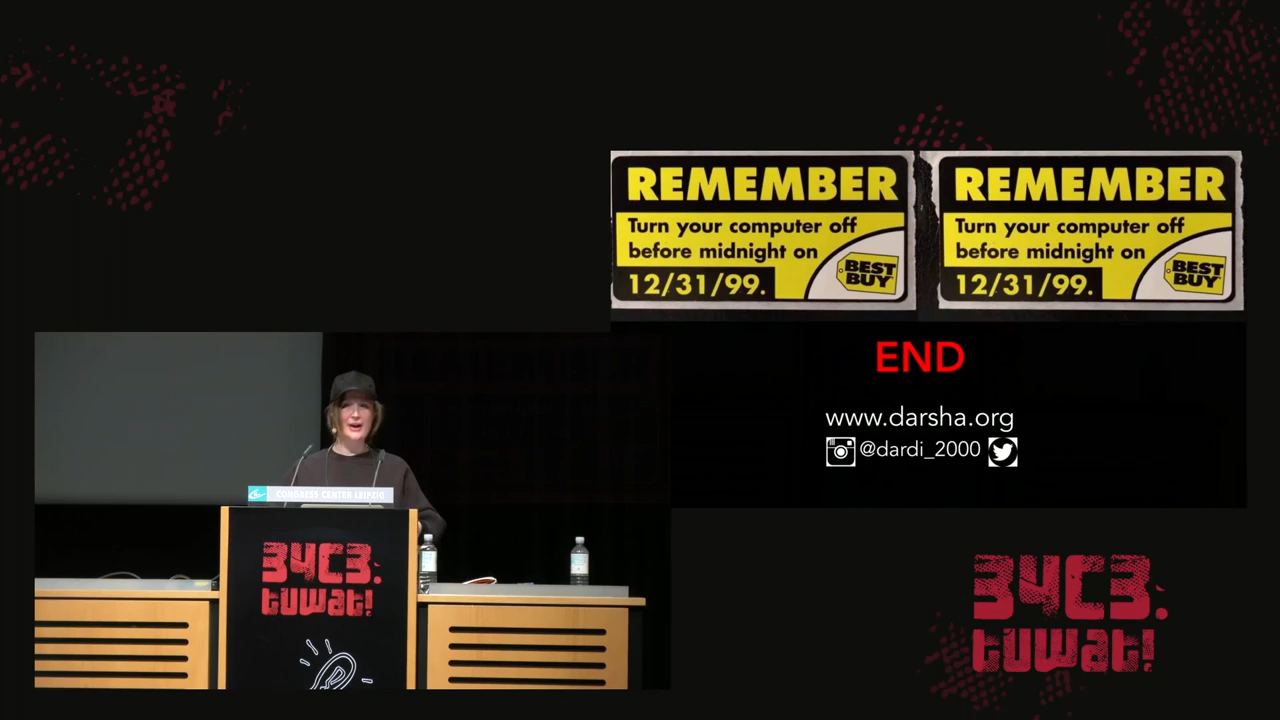 REMEMBER
Turn your computer off
before midnight on
12/31/99.
BEST
BUY
REMEMBER
Turn your computer off
before midnight on
12/31/99.
BEST
BUY
END
www.darsha.org
@dardi_2000
CONGRESS CENTER LEIPZIG
34C3.
tuwat!
34C3.
tuwat!